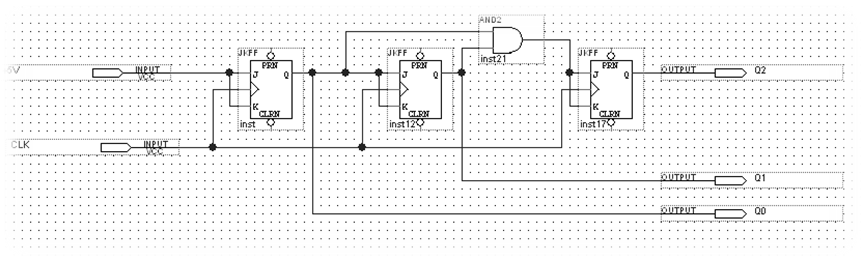 AND2
JKFF
JKFF
JKFF
PRN
PRN
inst21
PRN
5V
INPUT
VCC
J Q
J Q
J Q
OUTPUT
Q2
K
K
K
CLRN
CLRN
CLRN
inst
inst12
inst17
CLK
INPUT
VCC
OUTPUT
Q1
OUTPUT
Q0